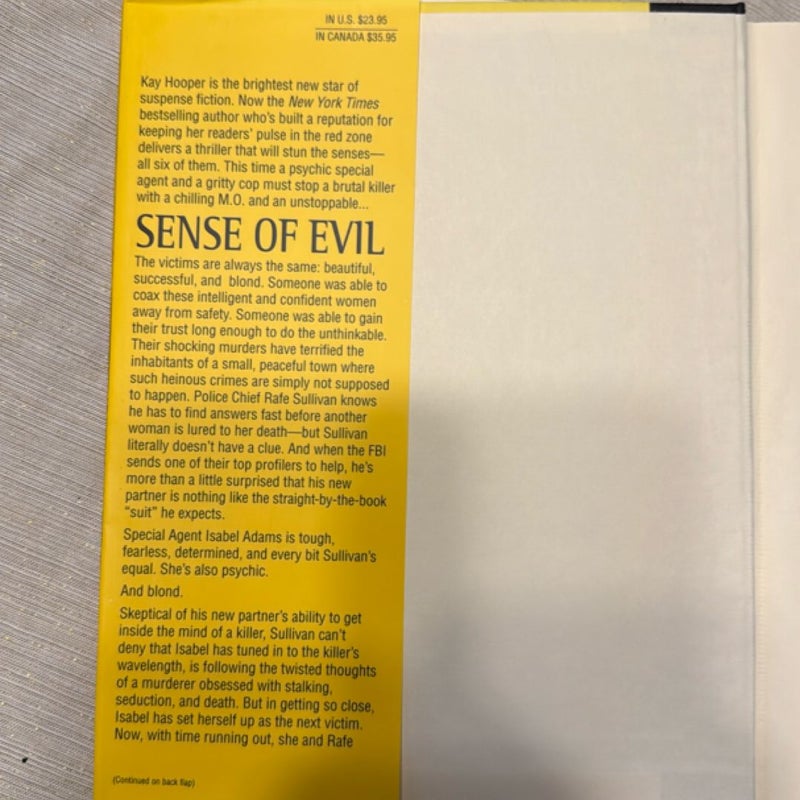 IN U.S. $23.95
IN CANADA $35.95
Kay Hooper is the brightest new star of
suspense fiction. Now the New York Times
bestselling author who's built a reputation for
keeping her readers' pulse in the red zone
delivers a thriller that will stun the senses—
all six of them. This time a psychic special
agent and a gritty cop must stop a brutal killer
with a chilling M.O. and an unstoppable...
SENSE OF EVIL
The victims are always the same: beautiful,
successful, and blond. Someone was able to
coax these intelligent and confident women
away from safety. Someone was able to gain
their trust long enough to do the unthinkable.
Their shocking murders have terrified the
inhabitants of a small, peaceful town where
such heinous crimes are simply not supposed
to happen. Police Chief Rafe Sullivan knows
he has to find answers fast before another
woman is lured to her death—but Sullivan
literally doesn't have a clue. And when the FBI
sends one of their top profilers to help, he's
more than a little surprised that his new
partner is nothing like the straight-by-the-book
"suit" he expects.
Special Agent Isabel Adams is tough,
fearless, determined, and every bit Sullivan's
equal. She's also psychic.
And blond.
Skeptical of his new partner's ability to get
inside the mind of a killer, Sullivan can't
deny that Isabel has tuned in to the killer's
wavelength, is following the twisted thoughts
of a murderer obsessed with stalking,
seduction, and death. But in getting so close,
Isabel has set herself up as the next victim.
Now, with time running out, she and Rafe
(Continued on back flap)